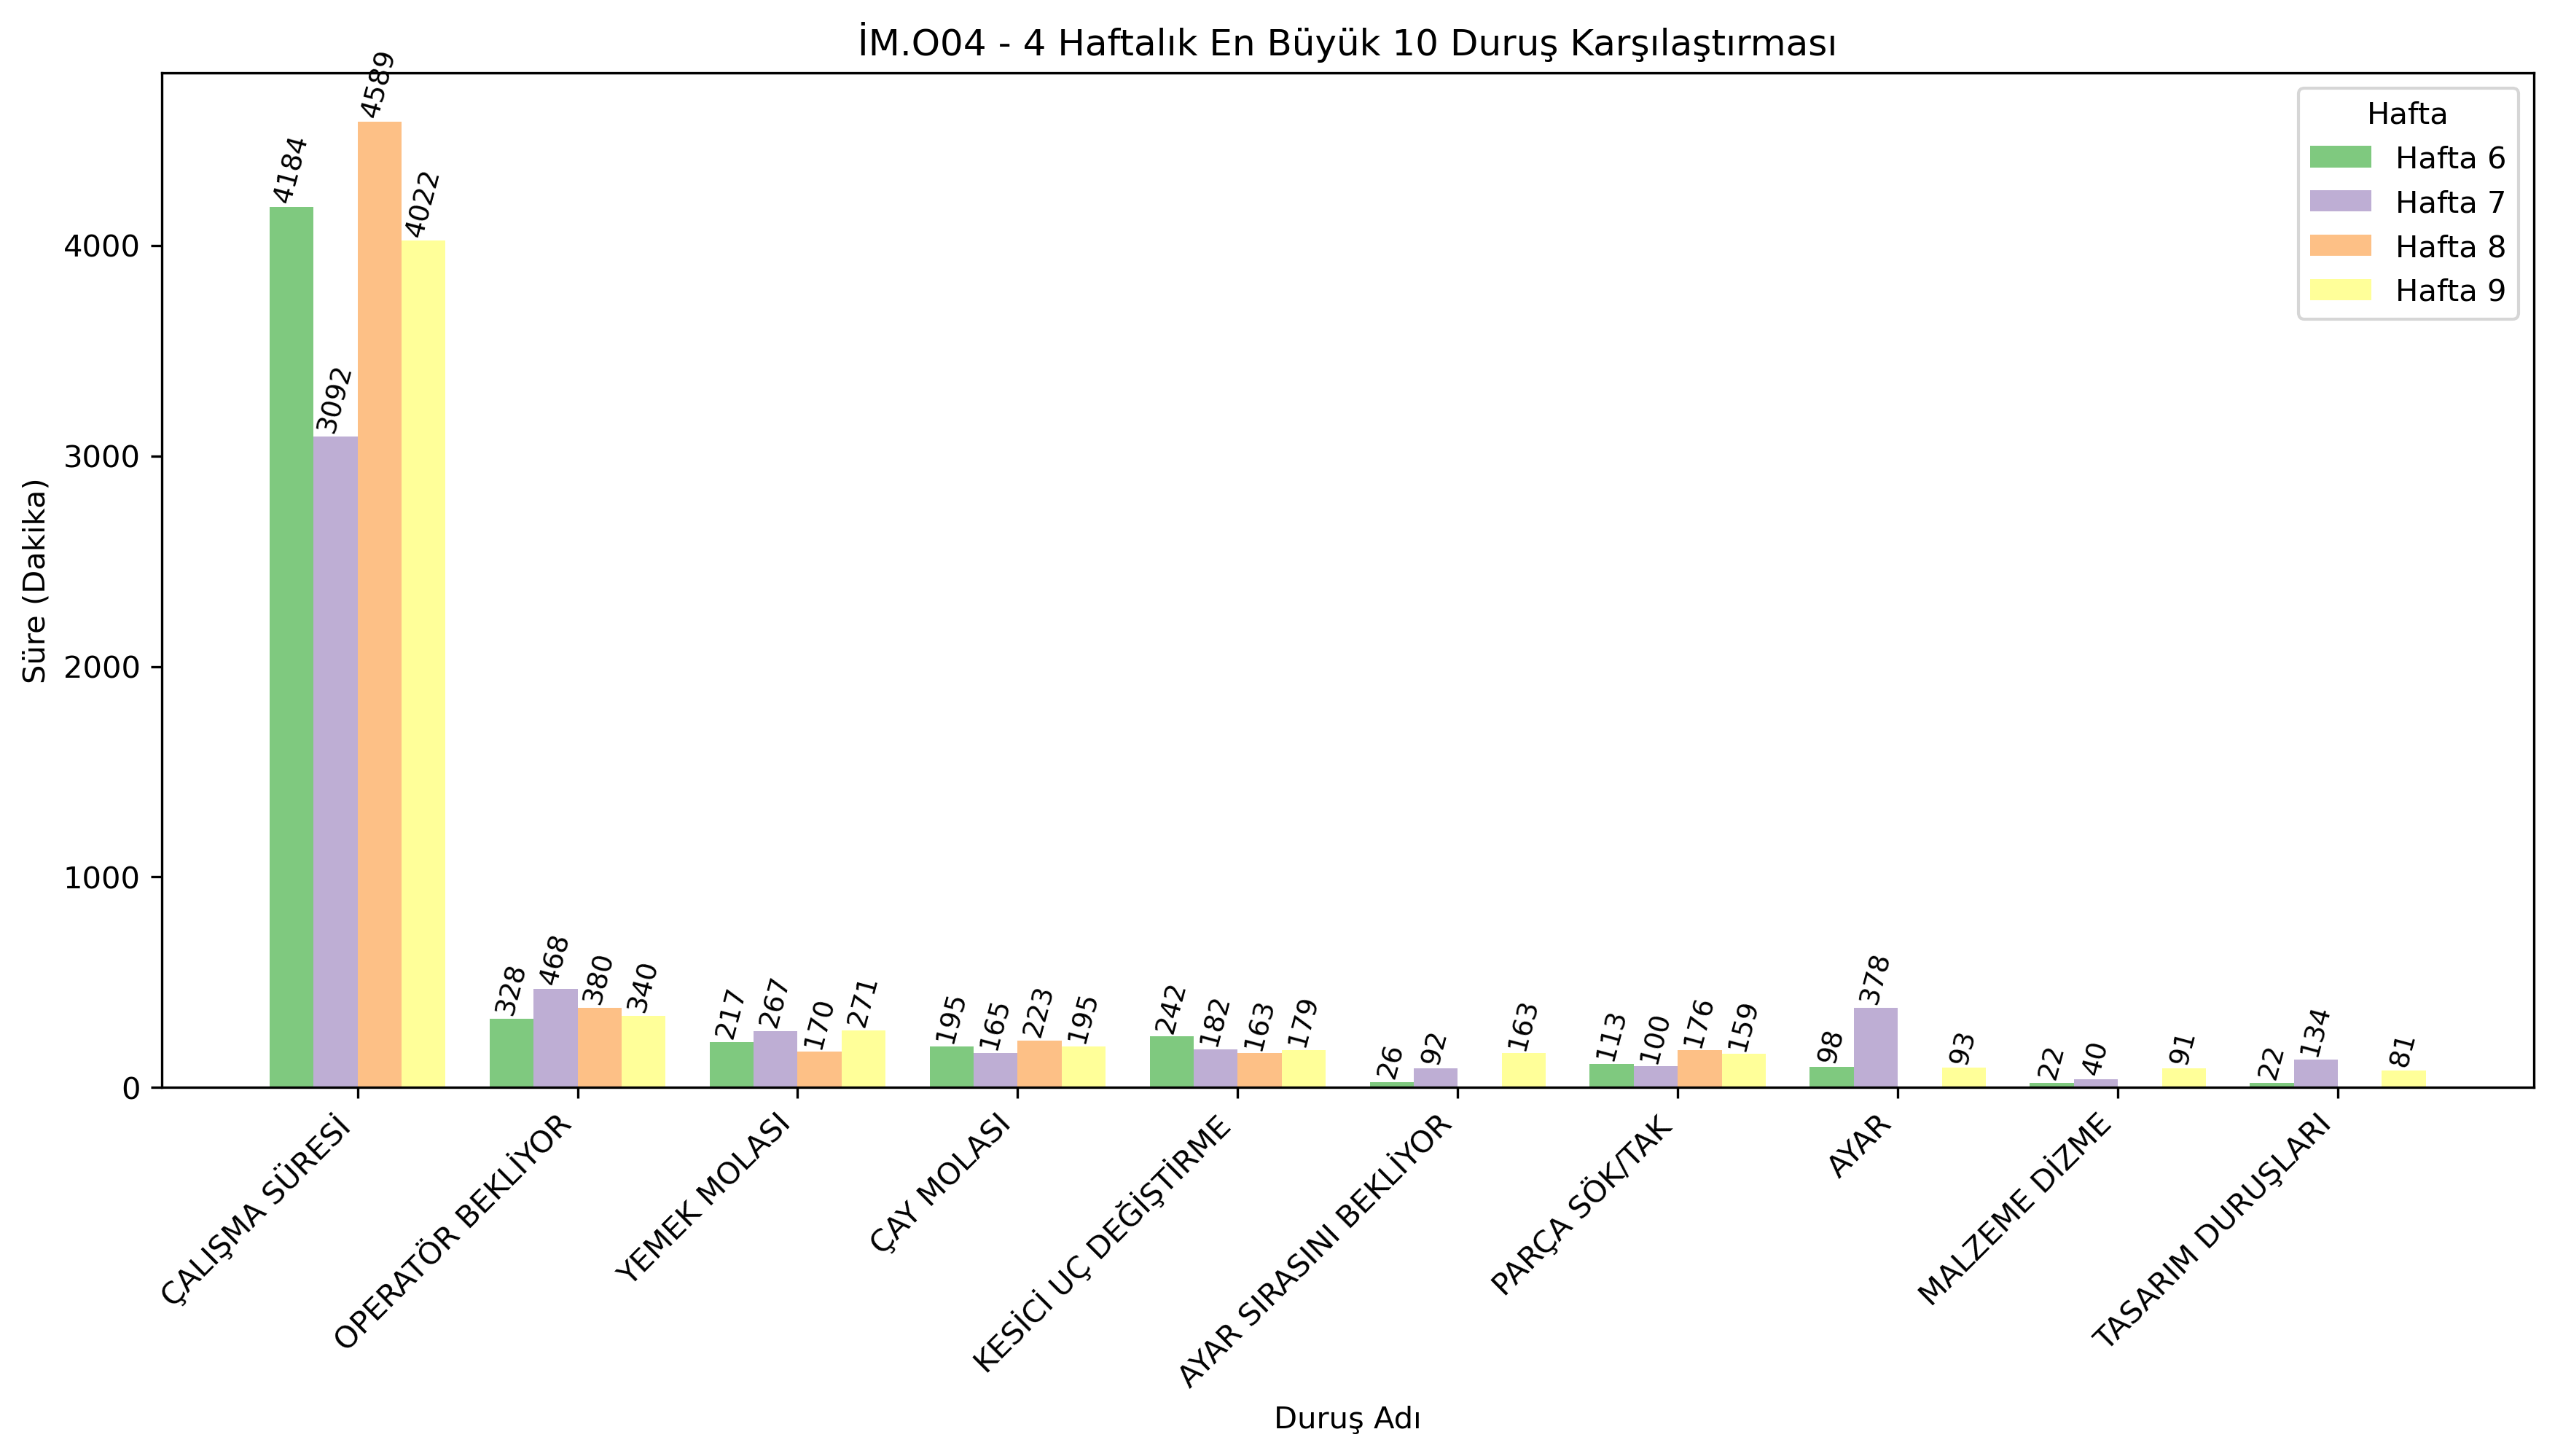 İM.O04 - 4 Haftalık En Büyük 10 Duruş Karşılaştırması
Hafta
Hafta 6
Hafta 7
Hafta 8
Hafta 9
Süre (Dakika)
4000
3000
2000
1000
0
4184
3092
4589
4022
328
468
380
340
217
267
170
271
195
165
223
195
242
182
163
179
26
92
163
113
100
176
159
98
378
93
22
40
91
22
134
81
ÇALIŞMA SÜRESİ
OPERATÖR BEKLİYOR
YEMEK MOLASI
ÇAY MOLASI
KESİCİ UÇ DEĞİŞTİRME
AYAR SIRASINI BEKLİYOR
PARÇA SÖK/TAK
AYAR
MALZEME DİZME
TASARIM DURUŞLARI
Duruş Adı